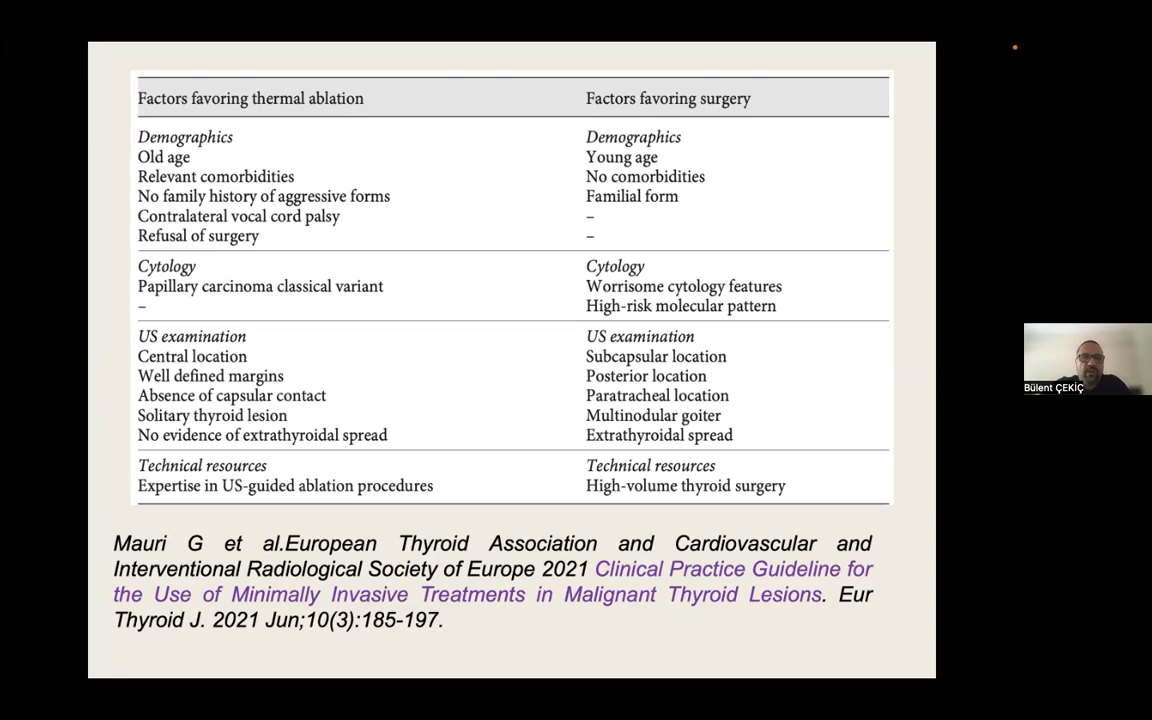 Factors favoring thermal ablation Factors favoring surgery
Demographics Demographics
Old age Young age
Relevant comorbidities No comorbidities
No family history of aggressive forms Familial form
Contralateral vocal cord palsy –
Refusal of surgery –
Cytology Cytology
Papillary carcinoma classical variant Worrisome cytology features
– High-risk molecular pattern
US examination US examination
Central location Subcapsular location
Well defined margins Posterior location
Absence of capsular contact Paratracheal location
Solitary thyroid lesion Multinodular goiter
No evidence of extrathyroidal spread Extrathyroidal spread
Technical resources Technical resources
Expertise in US-guided ablation procedures High-volume thyroid surgery
Mauri G et al.European Thyroid Association and Cardiovascular and
Interventional Radiological Society of Europe 2021 Clinical Practice Guideline for
the Use of Minimally Invasive Treatments in Malignant Thyroid Lesions. Eur
Thyroid J. 2021 Jun;10(3):185-197.
Bülent ÇEKİÇ